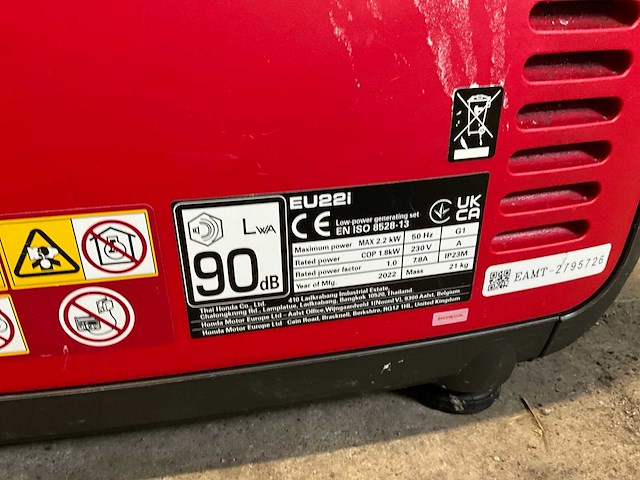 EU22i
CE
Low-power generating set
EN ISO 8528-13
UK
CA
LWA
90dB
Maximum power MAX 2.2 kW 50 Hz G1
Rated power COP 1.8kW 230 V A
Rated power factor 1.0 7.8A IP23M
Year of Mfg. 2022 Mass 21 kg
Thai Honda Co., Ltd. 410 Ladkrabang Industrial Estate,
Chalongkrung Rd., Lamplatue, Ladkrabang, Bangkok 10520, Thailand
Honda Motor Europe Ltd – Aalst Office, Wijngaardveld 1(Noord V), 9300 Aalst, Belgium
Honda Motor Europe Ltd Cain Road, Bracknell, Berkshire, RG12 1HL, United Kingdom
HONDA
EAMT-2795726